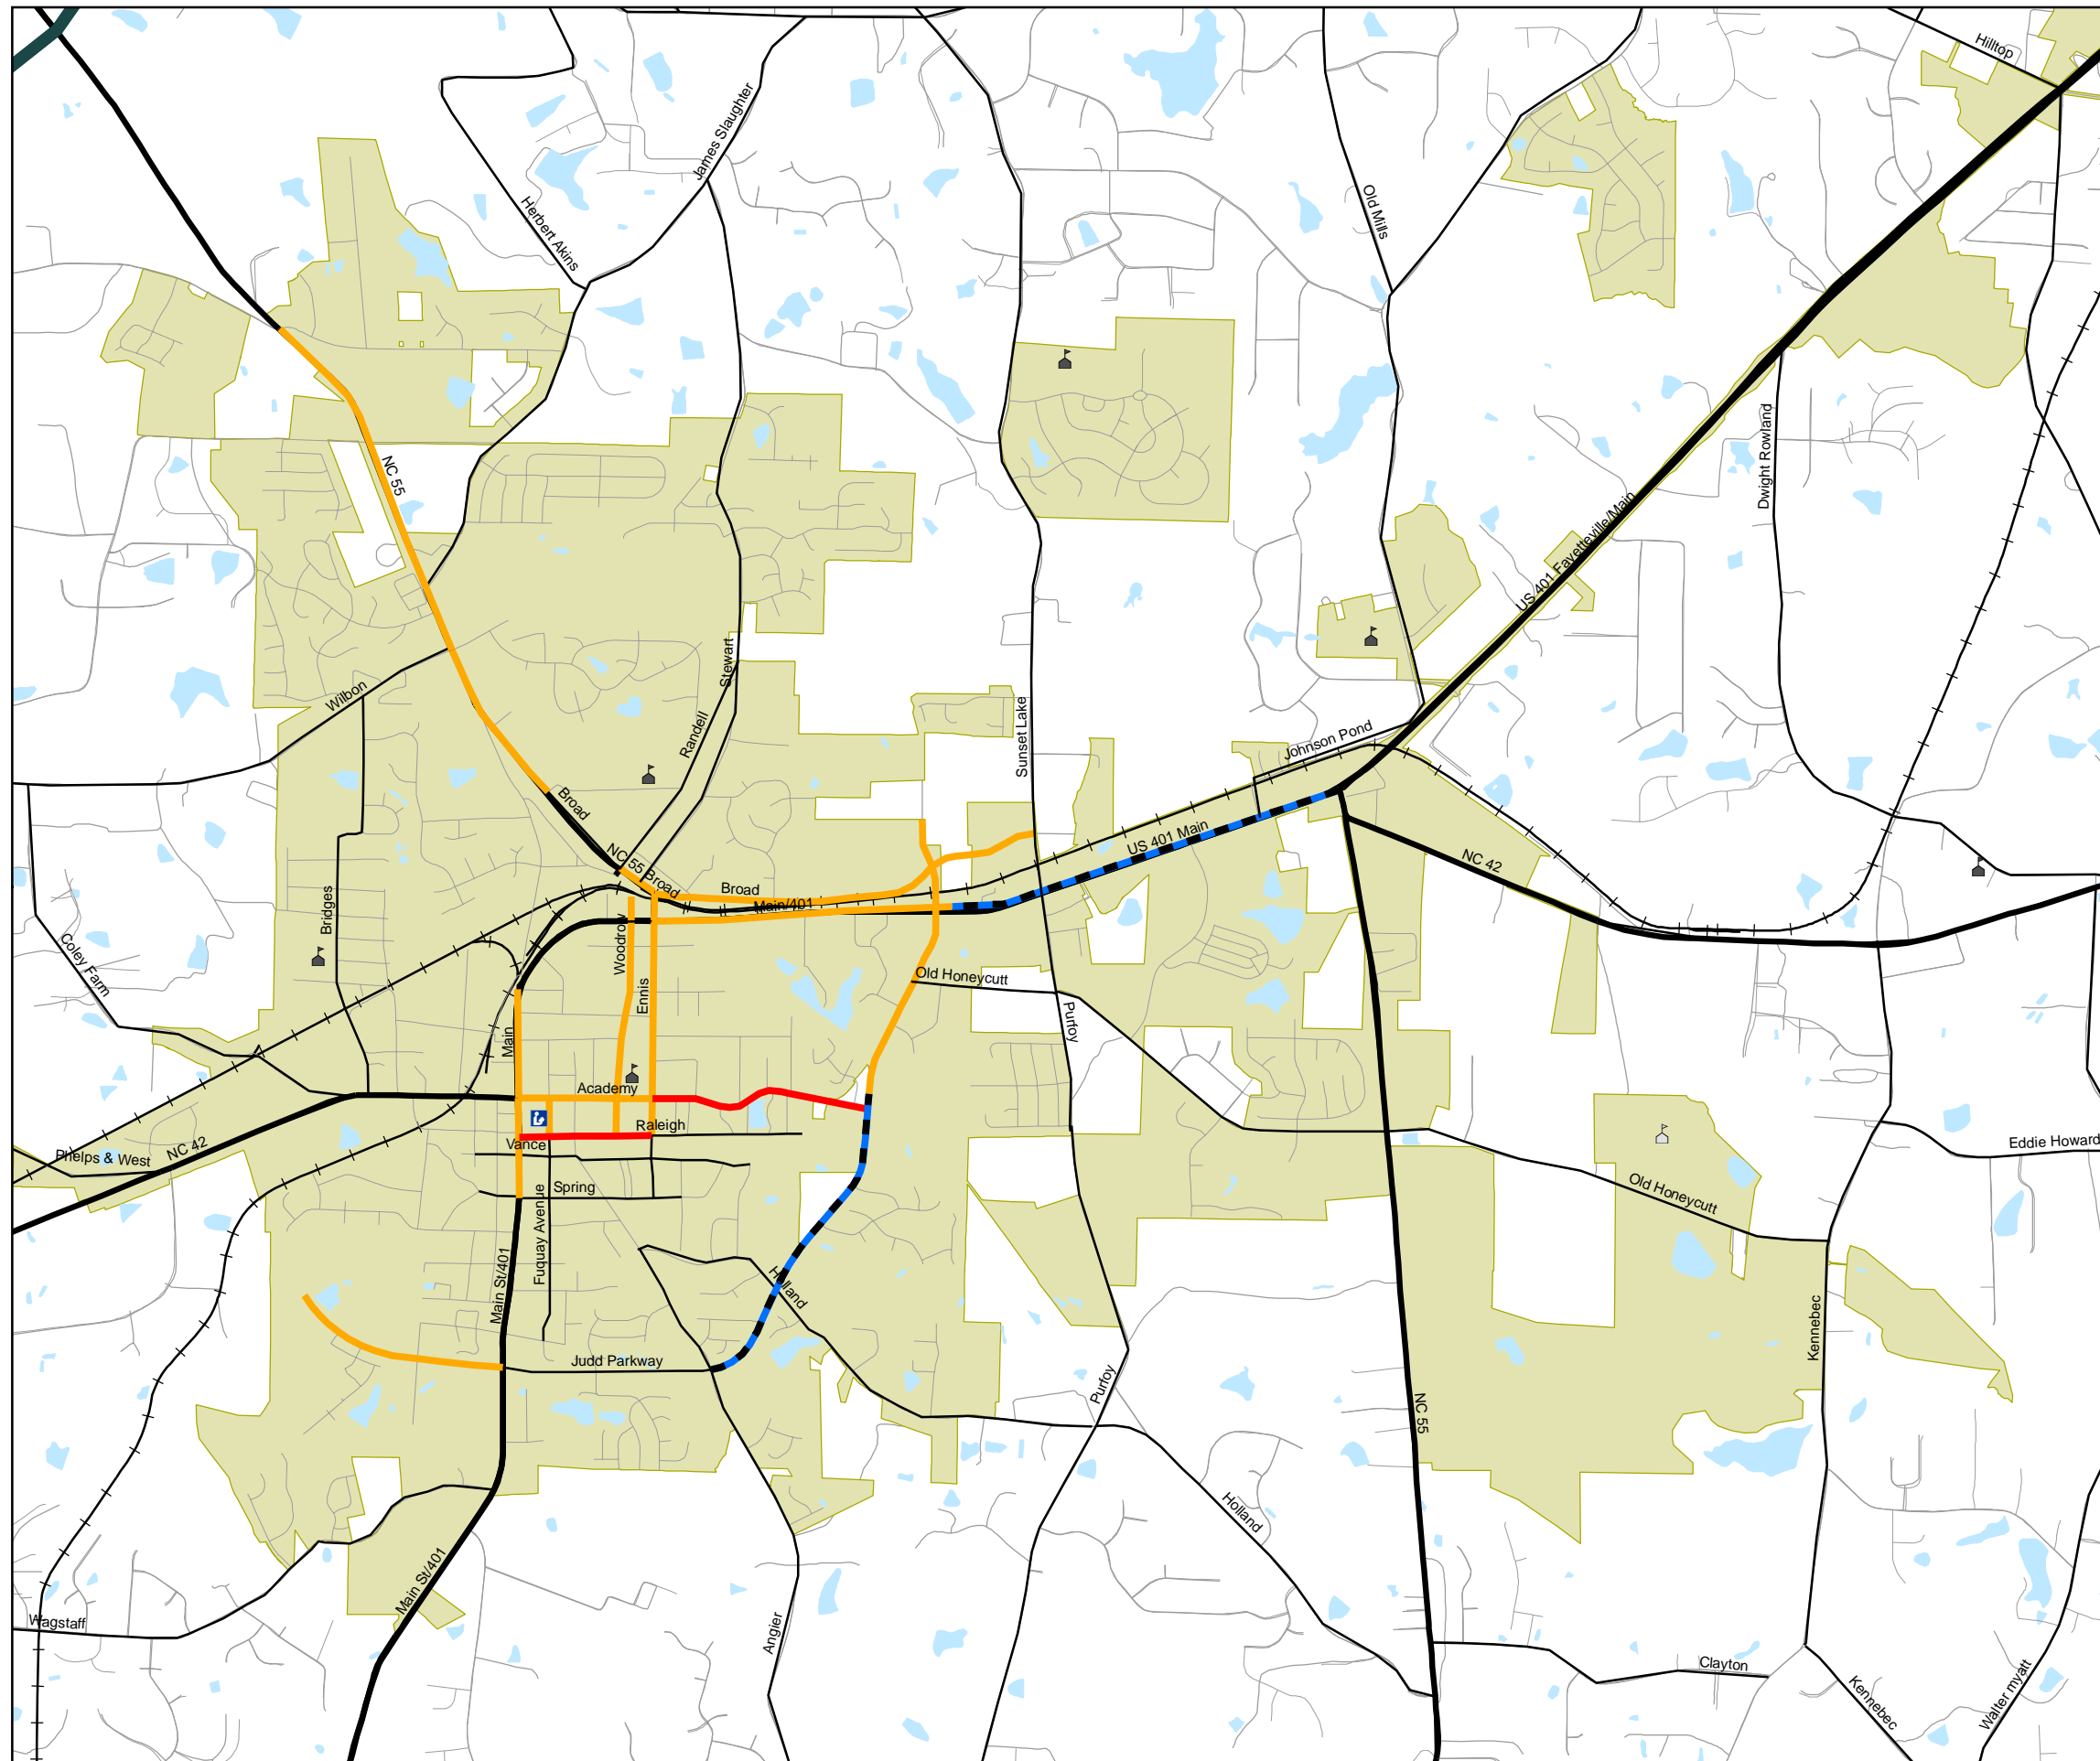 Hilltop
James Slaughter
Herbert Akins
Old Mills
NC 55
Dwight Rowland
US 401 Fayetteville/Main
Stewart
Wilbon
Randell
Sunset Lake
Johnson Pond
Broad
US 401 Main
NC 55 Broad
NC 42
Broad
Main/401
Bridges
Woodrow
Coley Farm
Old Honeycutt
Ennis
Purfoy
Main
Academy
Raleigh
Vance
Phelps & West
NC 42
Eddie Howard
Spring
Old Honeycutt
Fuquay Avenue
Main St/401
Holland
Kennebec
Judd Parkway
Purfoy
NC 55
Holland
Main St/401
Wagstaff
Angier
Clayton
Kennebec
Walter myatt